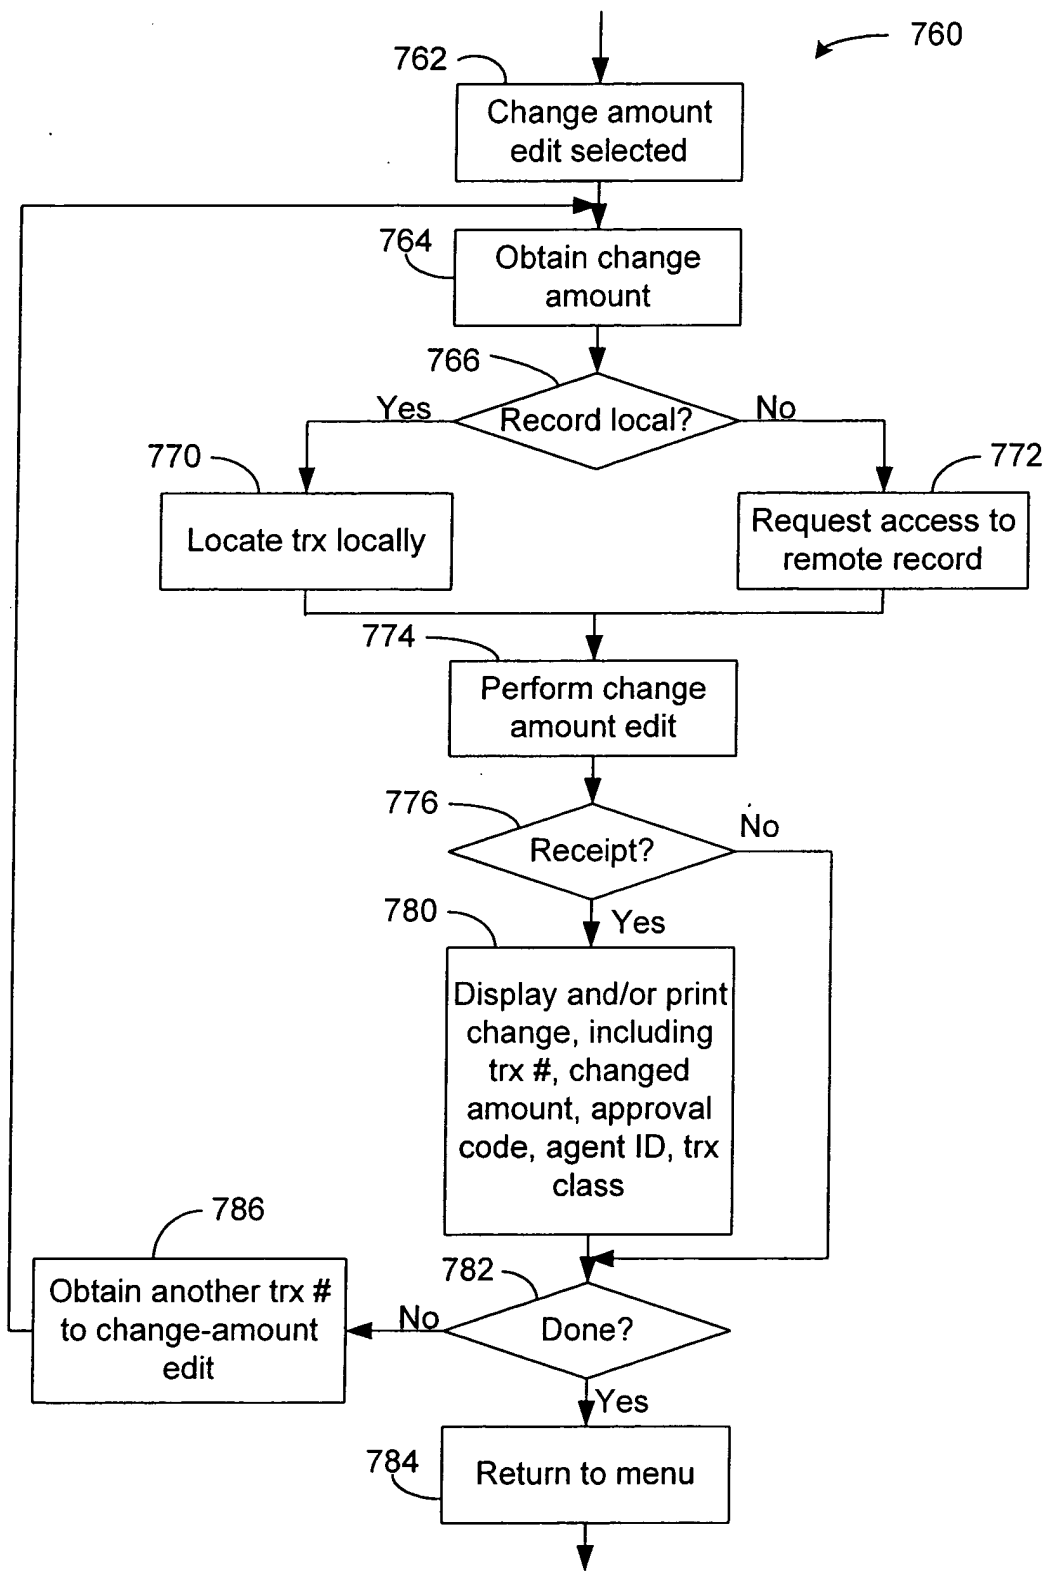 760
762
Change amount
edit selected
764
Obtain change
amount
766
Record local?
Yes
No
770
Locate trx locally
772
Request access to
remote record
774
Perform change
amount edit
776
Receipt?
No
Yes
780
Display and/or print
change, including
trx #, changed
amount, approval
code, agent ID, trx
class
782
Done?
No
786
Obtain another trx #
to change-amount
edit
Yes
784
Return to menu